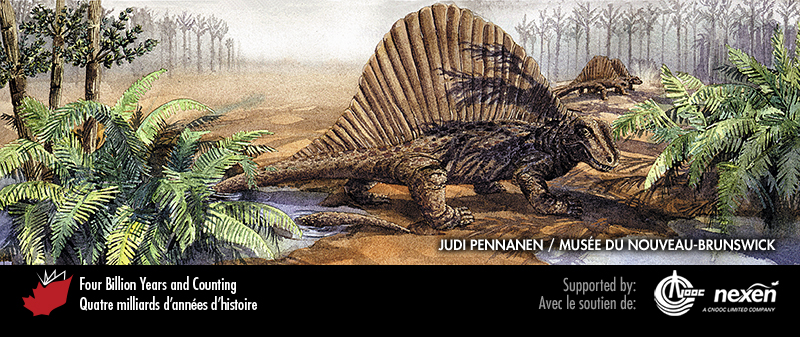 JUDI PENNANEN / MUSÉE DU NOUVEAU-BRUNSWICK
Four Billion Years and Counting
Quatre milliards d'années d'histoire
Supported by:
Avec le soutien de:
CNOOC
nexen
A CNOOC LIMITED COMPANY